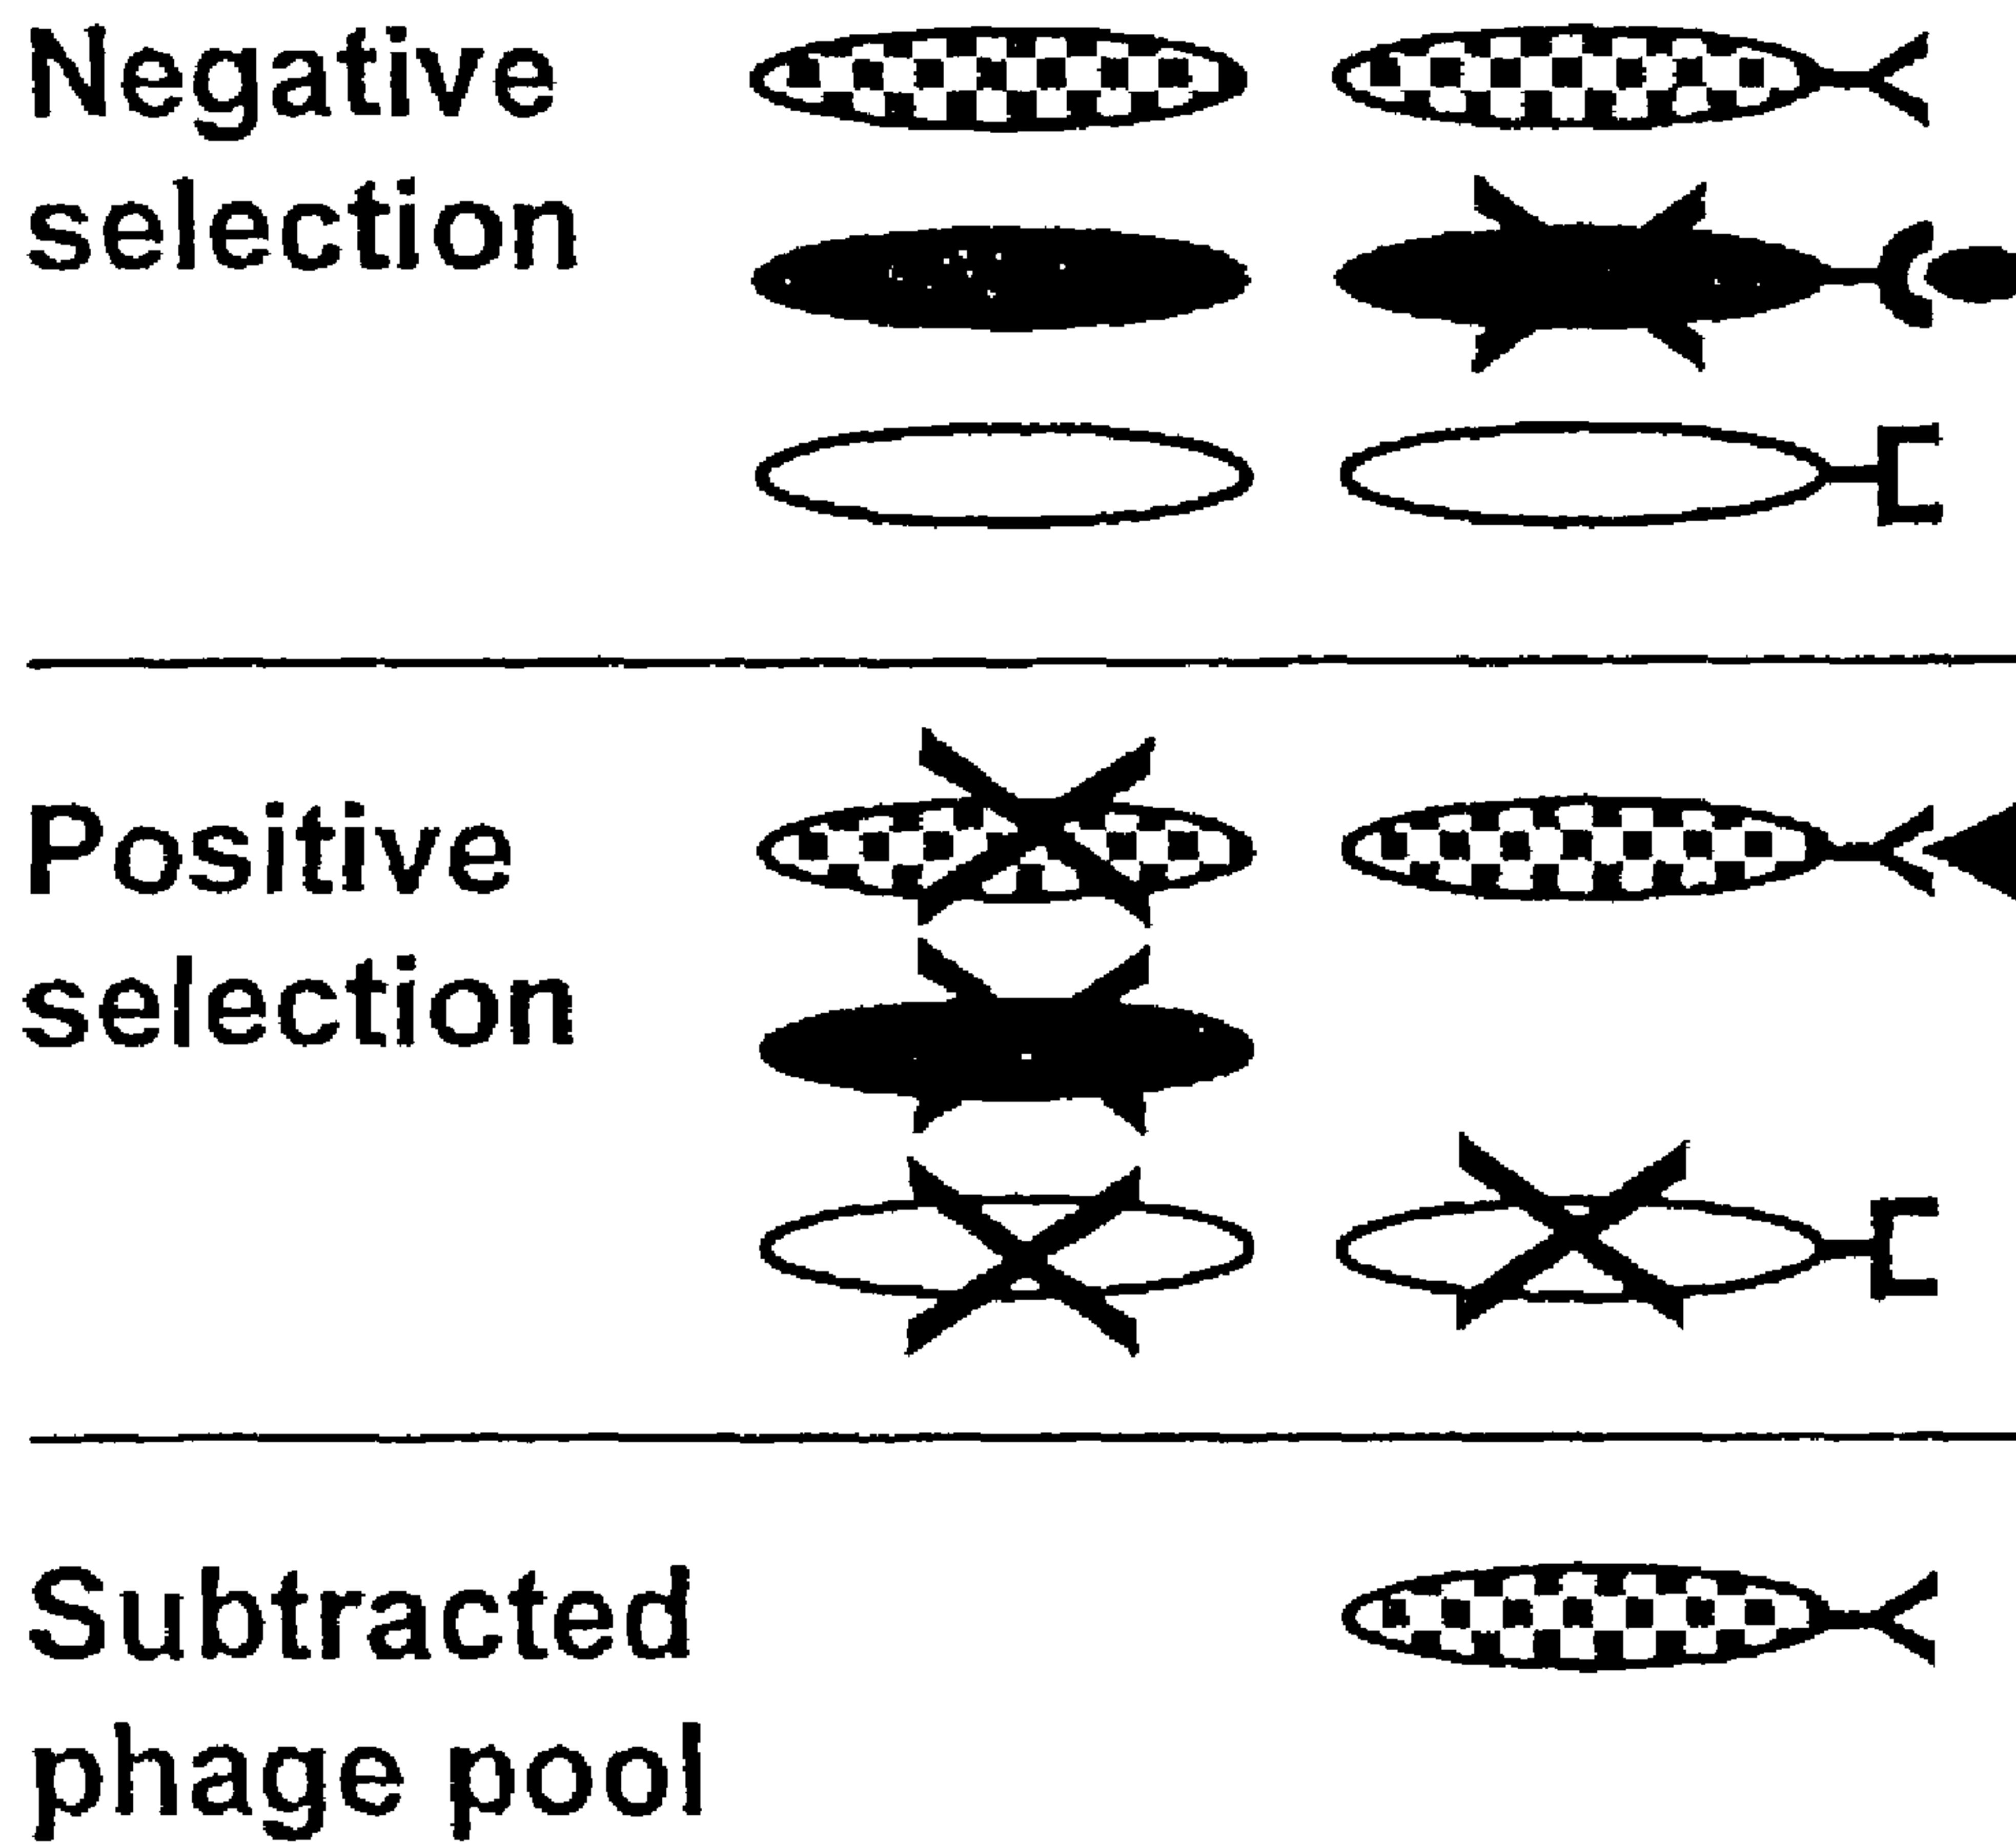 Negative
selection
Positive
selection
Subtracted
phage pool